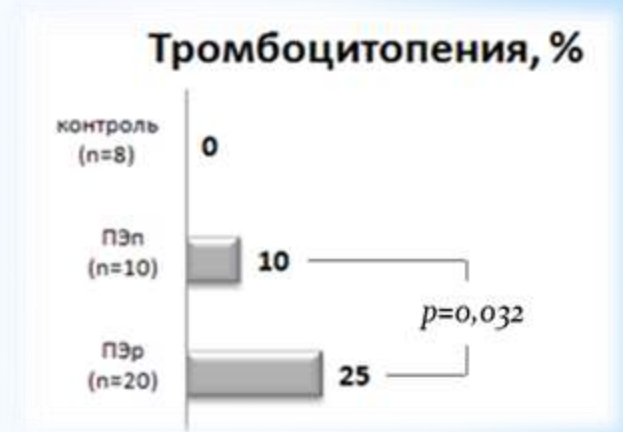 Тромбоцитопения, %
контроль
(n=8)
0
ПЭп
(n=10)
10
p=0,032
ПЭр
(n=20)
25